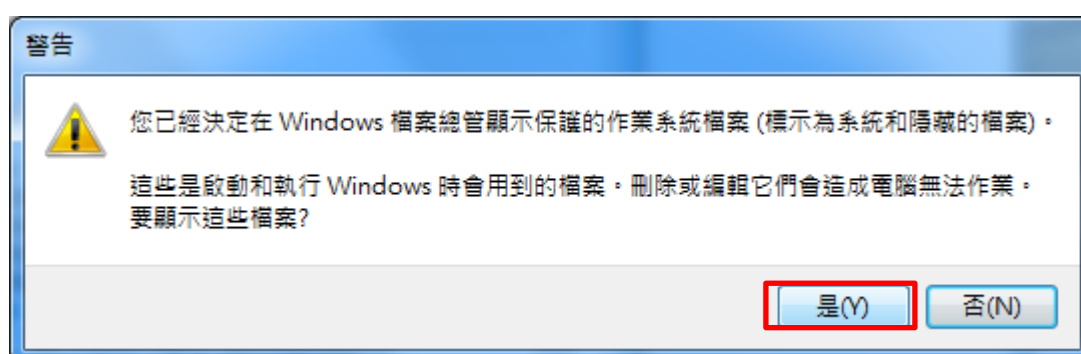 警告
您已經決定在 Windows 檔案總管顯示保護的作業系統檔案 (標示為系統和隱藏的檔案)。
這些是啟動和執行 Windows 時會用到的檔案。刪除或編輯它們會造成電腦無法作業。
要顯示這些檔案?
是(Y) 否(N)